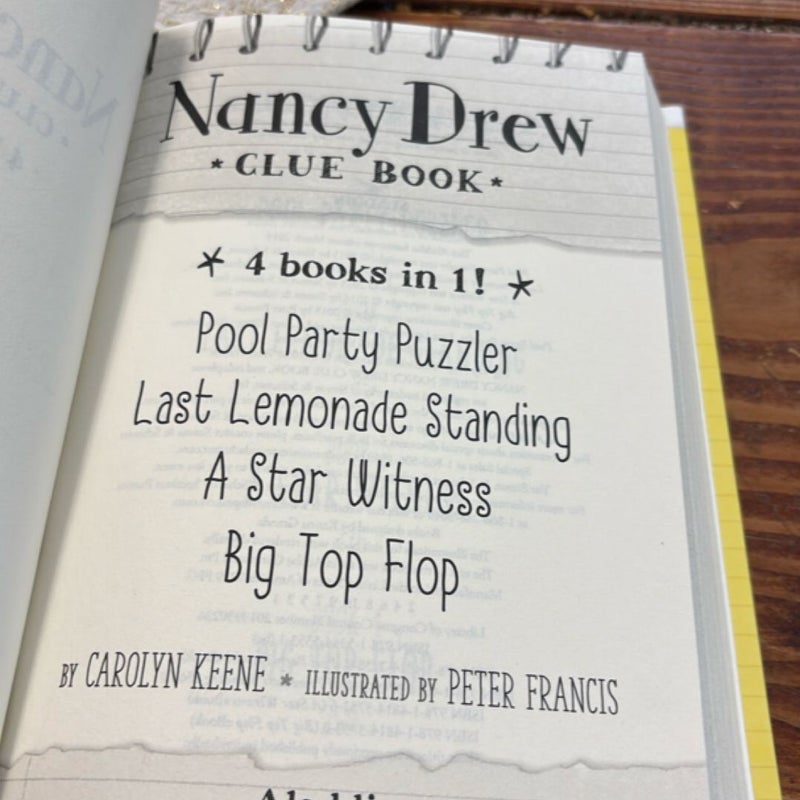 Nancy Drew
* CLUE BOOK *
* 4 books in 1! *
Pool Party Puzzler
Last Lemonade Standing
A Star Witness
Big Top Flop
BY CAROLYN KEENE * ILLUSTRATED BY PETER FRANCIS